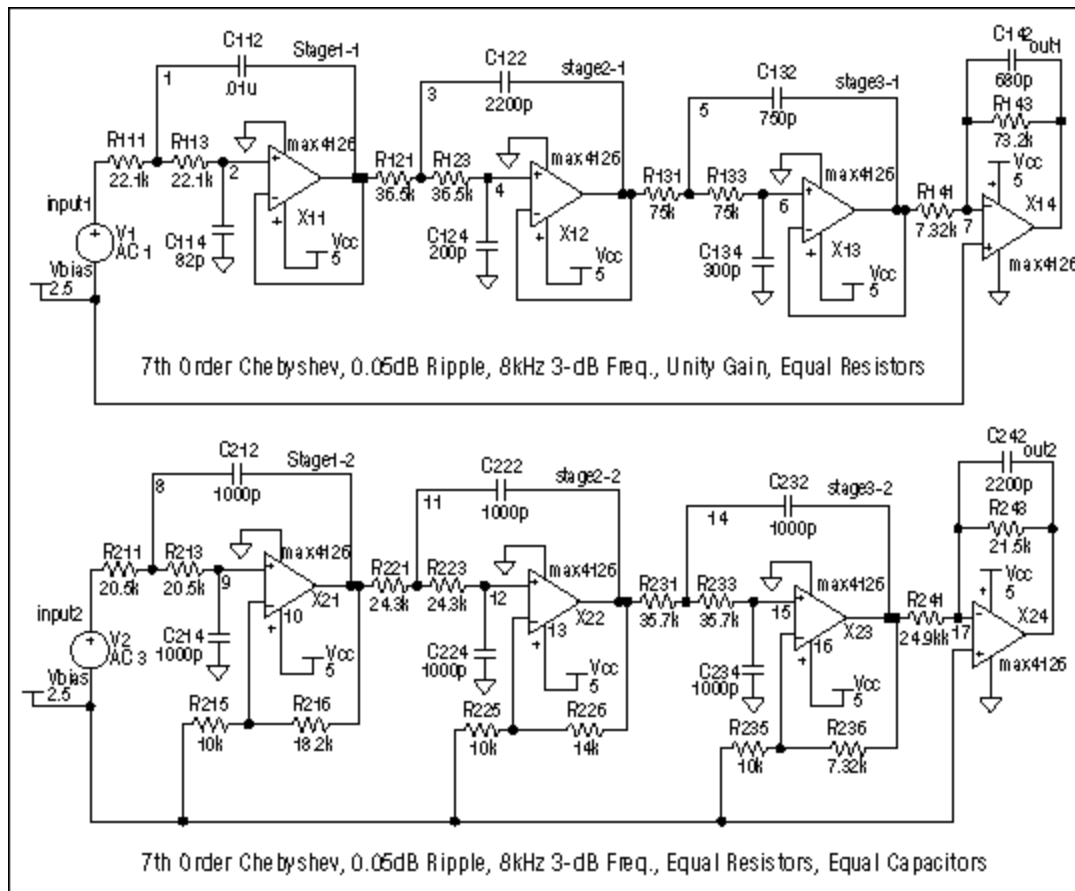 C112
.01u
Stage1-1
1
C122
2200p
stage2-1
3
C132
750p
stage3-1
5
C142
out1
680p
R143
73.2k
R111
22.1k
R113
22.1k
2
max4126
X11
Vcc
5
C114
82p
R121
36.5k
R123
36.5k
4
max4126
X12
Vcc
5
C124
200p
R131
75k
R133
75k
6
max4126
X13
Vcc
5
C134
300p
R141
7.32k
7
Vcc
5
X14
max4126
input1
V1
AC 1
Vbias
2.5
7th Order Chebyshev, 0.05dB Ripple, 8kHz 3-dB Freq., Unity Gain, Equal Resistors
C212
1000p
Stage1-2
8
C222
1000p
stage2-2
11
C232
1000p
stage3-2
14
C242
out2
2200p
R243
21.5k
R211
20.5k
R213
20.5k
9
max4126
X21
10
Vcc
5
C214
1000p
R215
10k
R216
18.2k
R221
24.3k
R223
24.3k
12
max4126
X22
13
Vcc
5
C224
1000p
R225
10k
R226
14k
R231
35.7k
R233
35.7k
15
max4126
X23
16
Vcc
5
C234
1000p
R235
10k
R236
7.32k
R241
24.9kk
17
Vcc
5
X24
max4126
input2
V2
AC 3
Vbias
2.5
7th Order Chebyshev, 0.05dB Ripple, 8kHz 3-dB Freq., Equal Resistors, Equal Capacitors